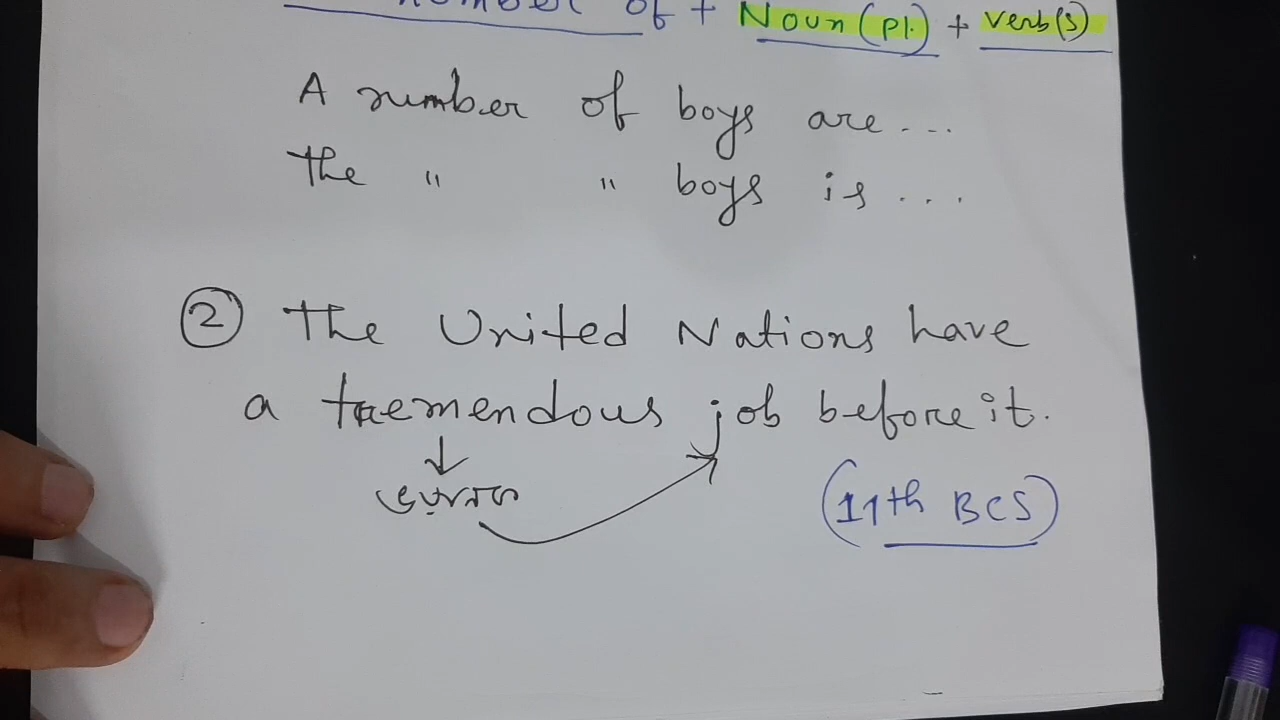 number of + Noun (pl.) + verb(s)
A number of boys are...
the " " boys is ...
② The United Nations have
a tremendous job before it.
↓
(11th BCS)